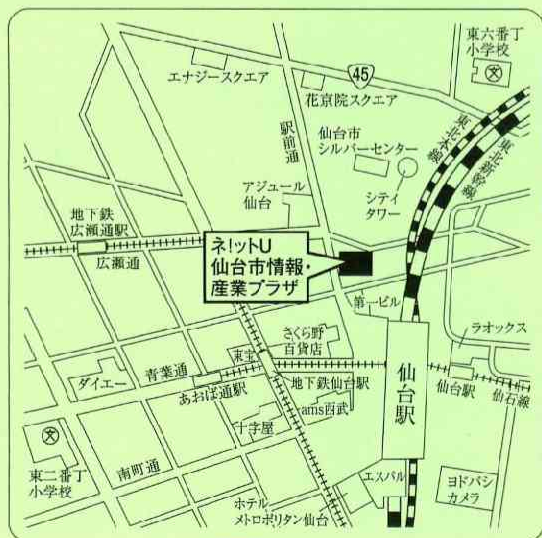 東六番丁
小学校
文
エナジースクエア
45
花京院スクエア
駅前通
仙台市
シルバーセンター
東北本線
東北新幹線
シティ
タワー
アジュール
仙台
地下鉄
広瀬通駅
広瀬通
ネ!ットU
仙台市情報・
産業プラザ
第一ビル
さくら野
百貨店
ラオックス
東宝
ダイエー
青葉通
あおば通駅
地下鉄仙台駅
仙台駅
仙台駅
仙石線
ams西武
十字屋
文
東二番丁
小学校
南町通
エスパル
ヨドバシ
カメラ
ホテル
メトロポリタン仙台